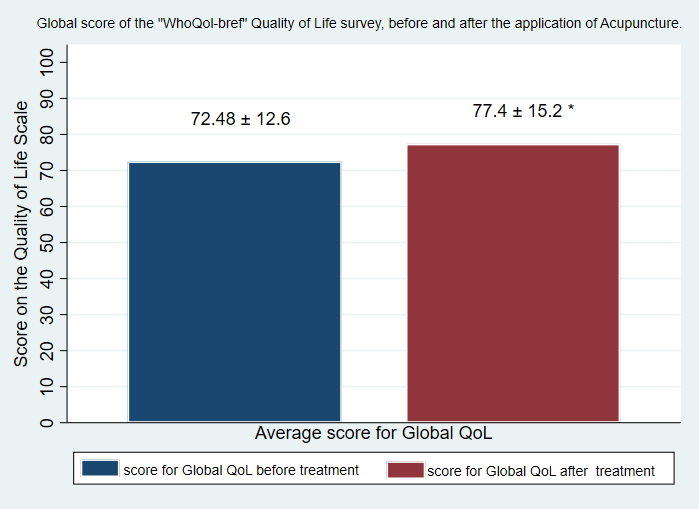 Global score of the "WhoQol-bref" Quality of Life survey, before and after the application of Acupuncture.
Score on the Quality of Life Scale
100
90
80
70
60
50
40
30
20
10
0
72.48 ± 12.6
77.4 ± 15.2 *
Average score for Global QoL
score for Global QoL before treatment
score for Global QoL after  treatment